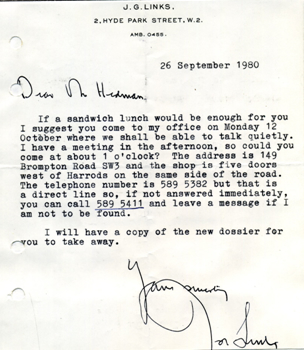 J.G. LINKS.
2, HYDE PARK STREET, W.2.
AMB. 0455.
26 September 1980
Dear Mr Hedman,
If a sandwich lunch would be enough for you
I suggest you come to my office on Monday 12
October where we shall be able to talk quietly.
I have a meeting in the afternoon, so could you
come at about 1 o'clock? The address is 149
Brompton Road SW3 and the shop is five doors
west of Harrods on the same side of the road.
The telephone number is 589 5382 but that is
a direct line so, if not answered immediately,
you can call 589 5411 and leave a message if I
am not to be found.
I will have a copy of the new dossier for
you to take away.
Yours sincerely
Joe Links